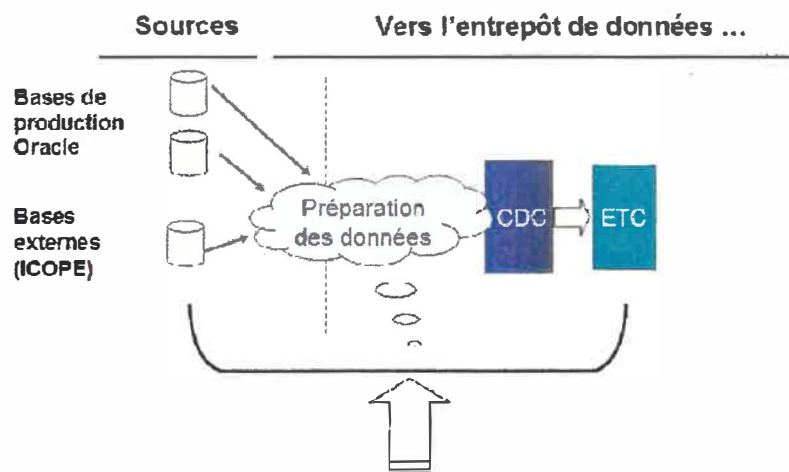 Sources
Vers l'entrepôt de données ...
Bases de
production
Oracle
Bases
externes
(ICOPE)
Préparation
des données
CDC
ETC